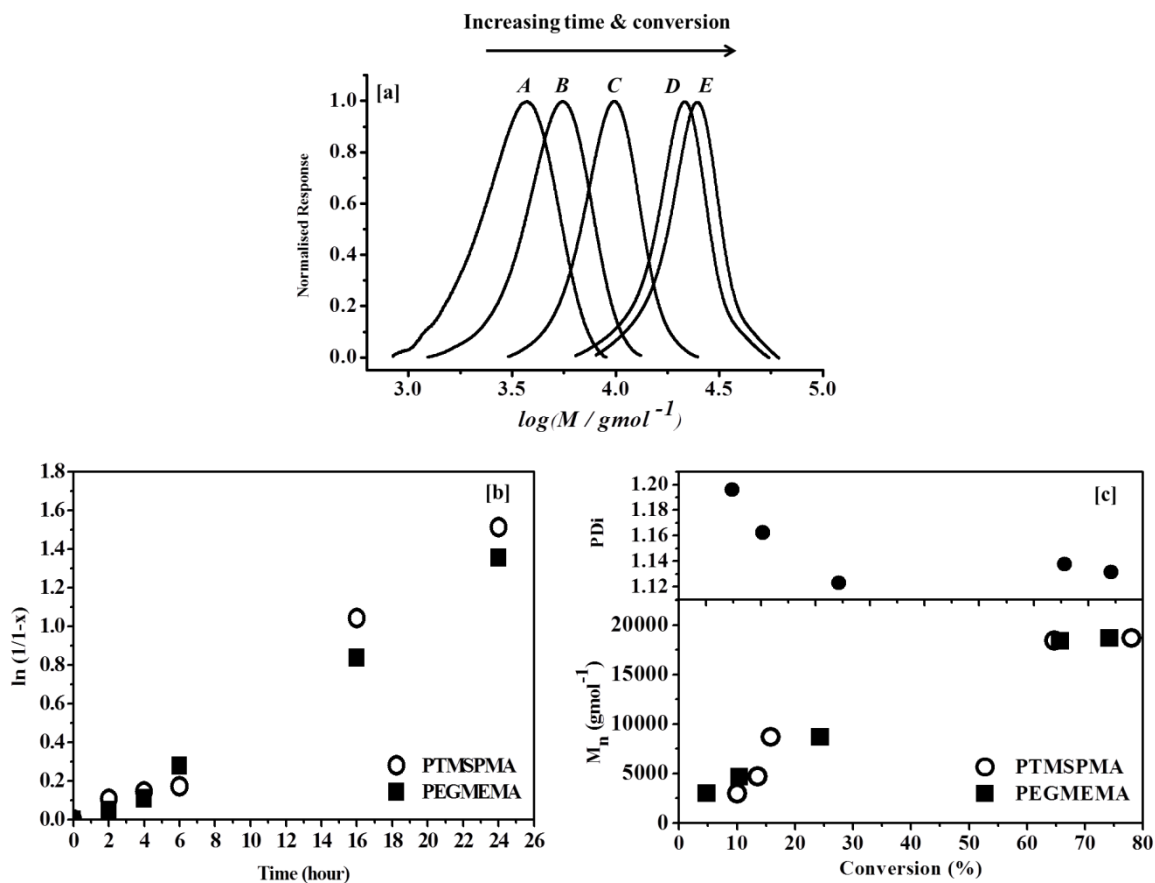 Increasing time & conversion
[a]
A B C D E
1.0
0.8
0.6
0.4
0.2
0.0
Normalised Response
3.0 3.5 4.0 4.5 5.0
log(M / gmol⁻¹)
[b]
1.8
1.6
1.4
1.2
1.0
0.8
0.6
0.4
0.2
0.0
ln (1/1-x)
PTMSPMA
PEGMEMA
0 2 4 6 8 10 12 14 16 18 20 22 24 26
Time (hour)
[c]
1.20
1.18
1.16
1.14
1.12
PDi
20000
15000
10000
5000
0
Mₙ (gmol⁻¹)
PTMSPMA
PEGMEMA
0 10 20 30 40 50 60 70 80
Conversion (%)